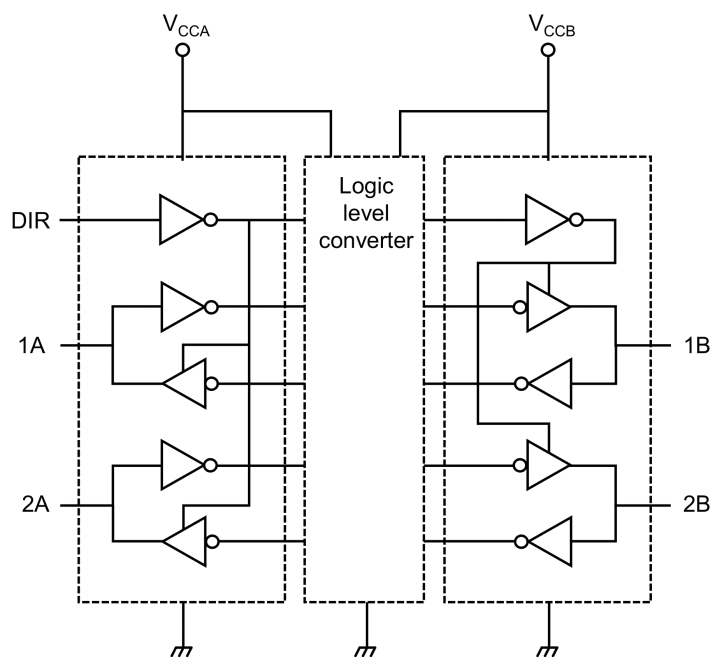 VCCA
VCCB
DIR
Logic
level
converter
1A
1B
2A
2B